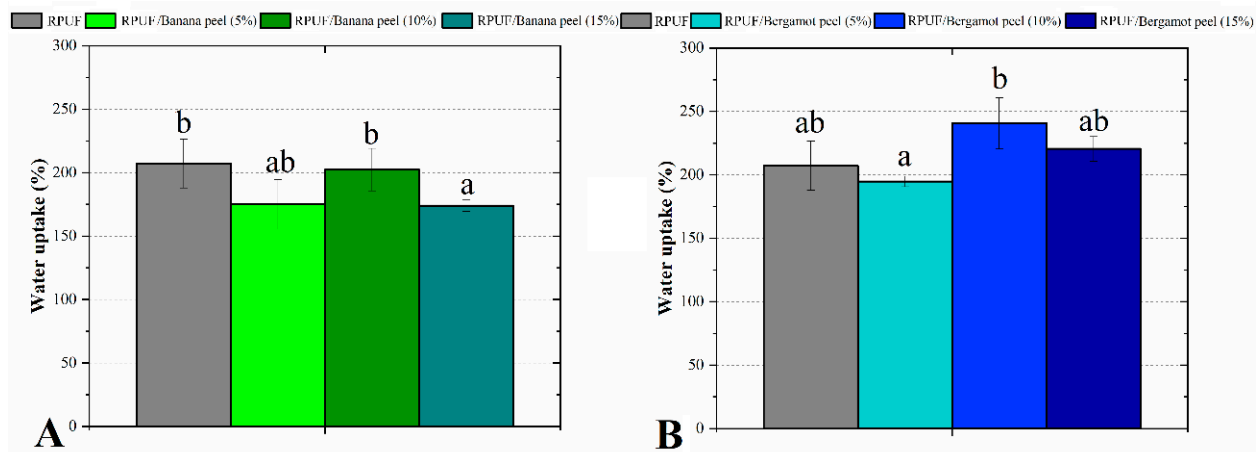 RPUF RPUF/Banana peel (5%) RPUF/Banana peel (10%) RPUF/Banana peel (15%) RPUF RPUF/Bergamot peel (5%) RPUF/Bergamot peel (10%) RPUF/Bergamot peel (15%)
300
250
200
150
100
50
0
Water uptake (%)
b
ab
b
a
A
300
250
200
150
100
50
0
Water uptake (%)
ab
a
b
ab
B